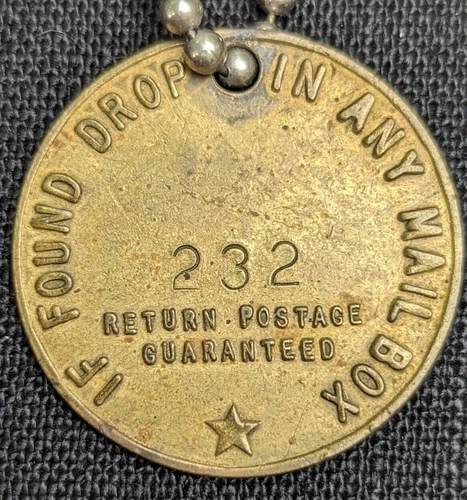 IF FOUND DROP IN ANY MAIL BOX
232
RETURN POSTAGE
GUARANTEED